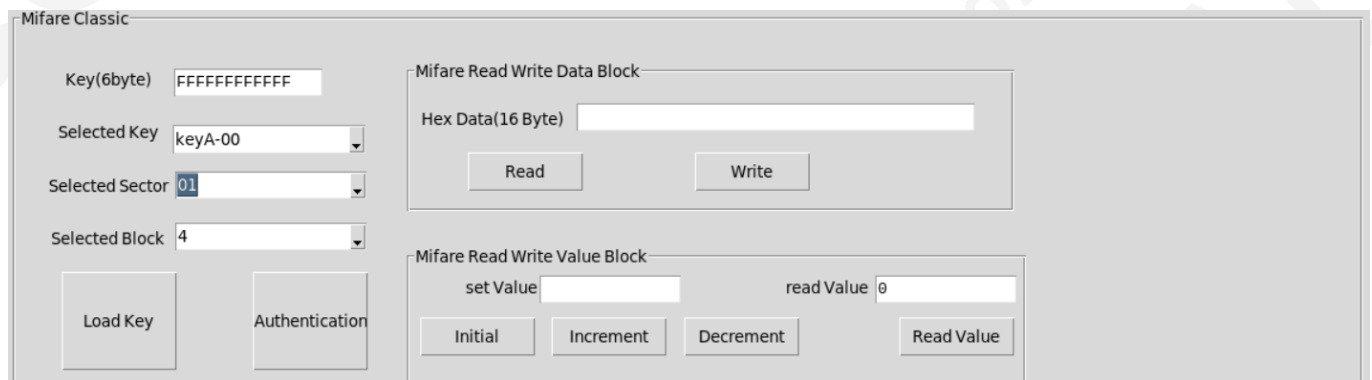 Mifare Classic
Key(6byte) FFFFFFFFFFFF
Selected Key keyA-00
Selected Sector 01
Selected Block 4
Load Key Authentication
Mifare Read Write Data Block
Hex Data(16 Byte)
Read Write
Mifare Read Write Value Block
set Value read Value 0
Initial Increment Decrement Read Value